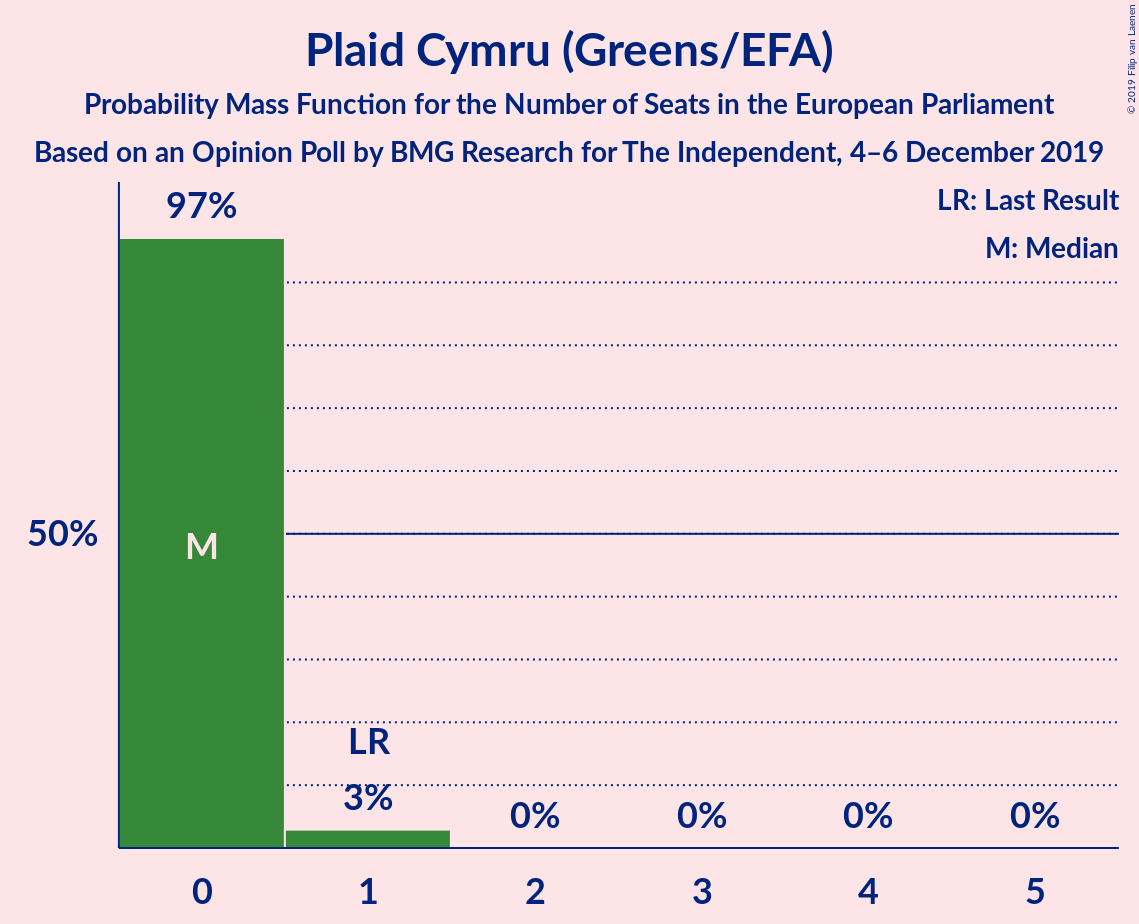 Plaid Cymru (Greens/EFA)
Probability Mass Function for the Number of Seats in the European Parliament
Based on an Opinion Poll by BMG Research for The Independent, 4–6 December 2019
© 2019 Filip van Laenen
LR: Last Result
M: Median
97%
50%
M
LR
3%
0%
0%
0%
0%
0
1
2
3
4
5